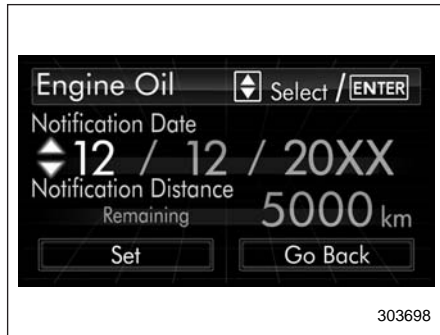 Engine Oil Select / ENTER
Notification Date
12 / 12 / 20XX
Notification Distance
Remaining 5000 km
Set Go Back
303698